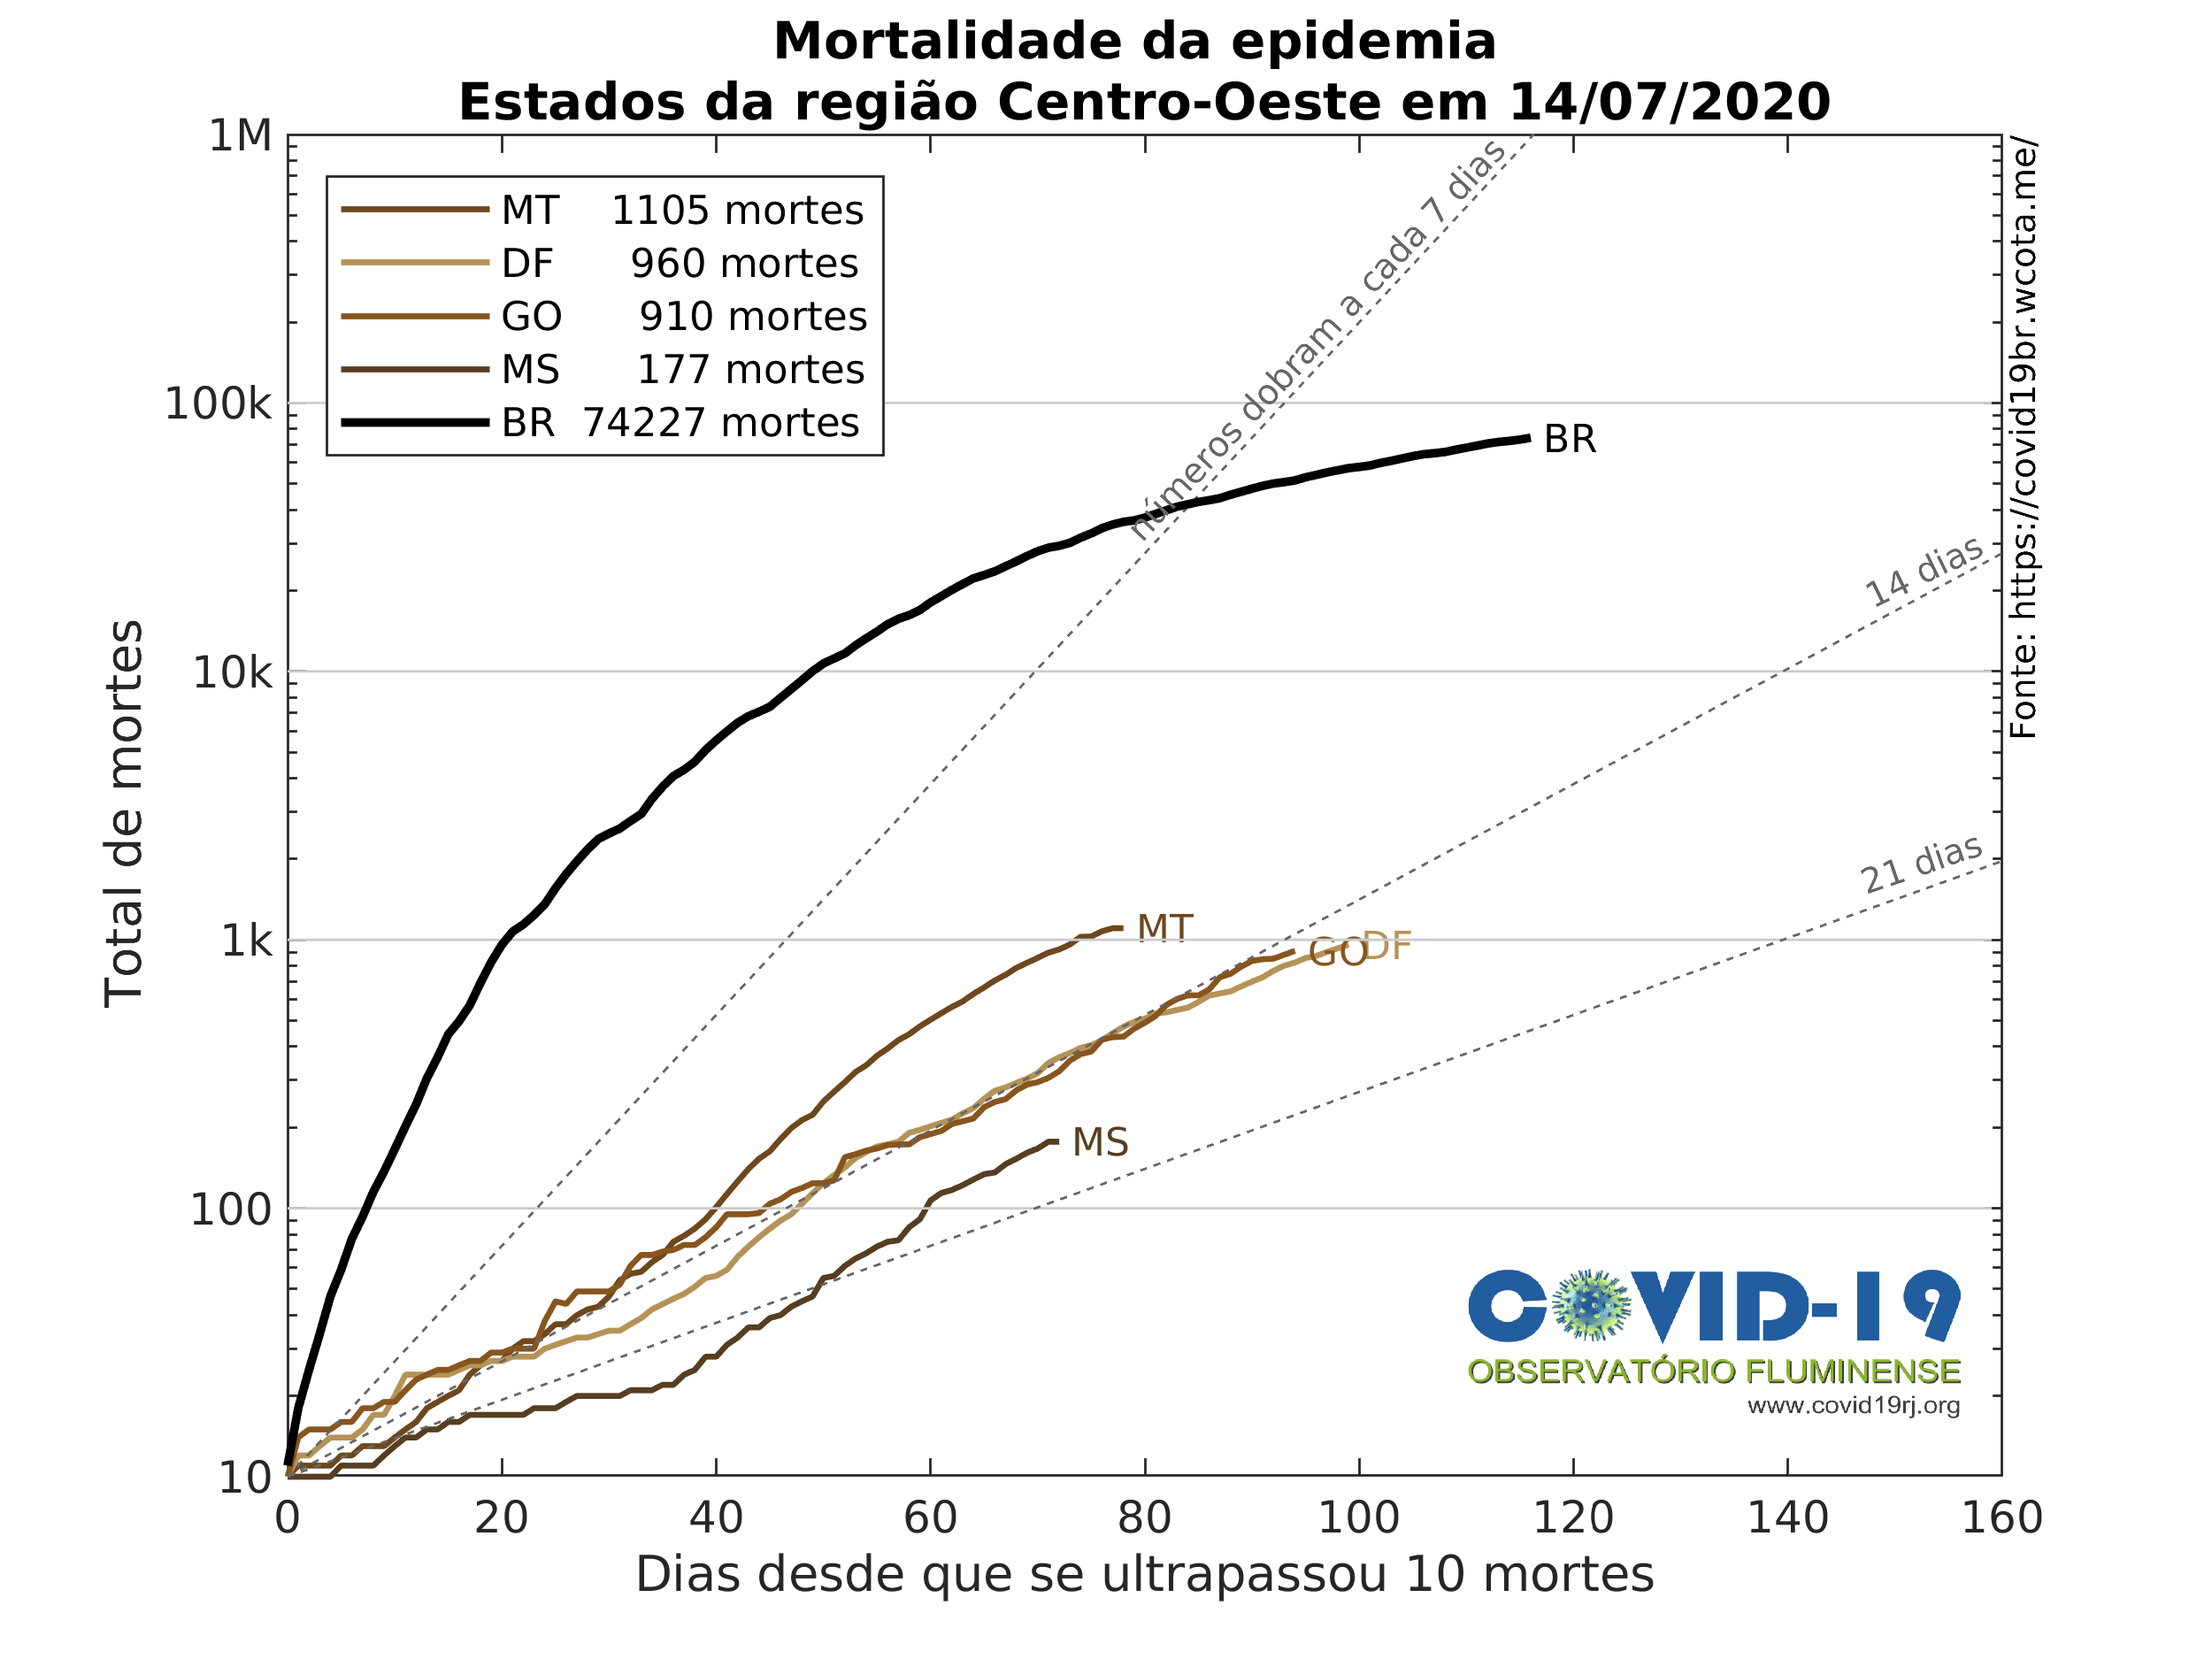 Mortalidade da epidemia
Estados da região Centro-Oeste em 14/07/2020
1M
100k
10k
1k
100
10
Total de mortes
MT 1105 mortes
DF 960 mortes
GO 910 mortes
MS 177 mortes
BR 74227 mortes
números dobram a cada 7 dias
14 dias
21 dias
BR
MT
GO
DF
MS
Fonte: https://covid19br.wcota.me/
COVID-19
OBSERVATÓRIO FLUMINENSE
www.covid19rj.org
0 20 40 60 80 100 120 140 160
Dias desde que se ultrapassou 10 mortes